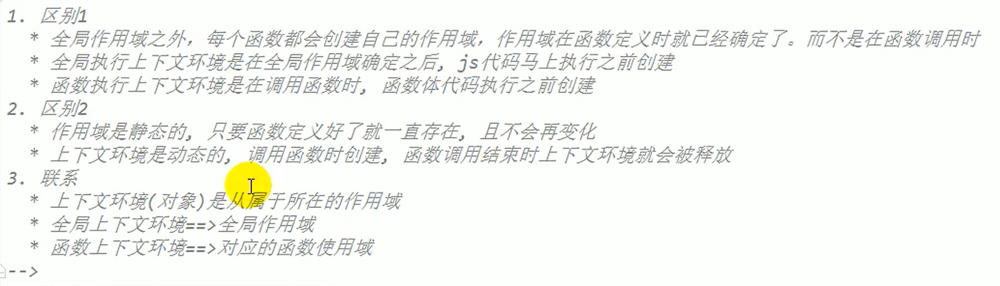 1. 区别1
* 全局作用域之外，每个函数都会创建自己的作用域，作用域在函数定义时就已经确定了。而不是在函数调用时
* 全局执行上下文环境是在全局作用域确定之后, js代码马上执行之前创建
* 函数执行上下文环境是在调用函数时, 函数体代码执行之前创建
2. 区别2
* 作用域是静态的, 只要函数定义好了就一直存在, 且不会再变化
* 上下文环境是动态的, 调用函数时创建, 函数调用结束时上下文环境就会被释放
3. 联系
* 上下文环境(对象)是从属于所在的作用域
* 全局上下文环境==>全局作用域
* 函数上下文环境==>对应的函数使用域
-->